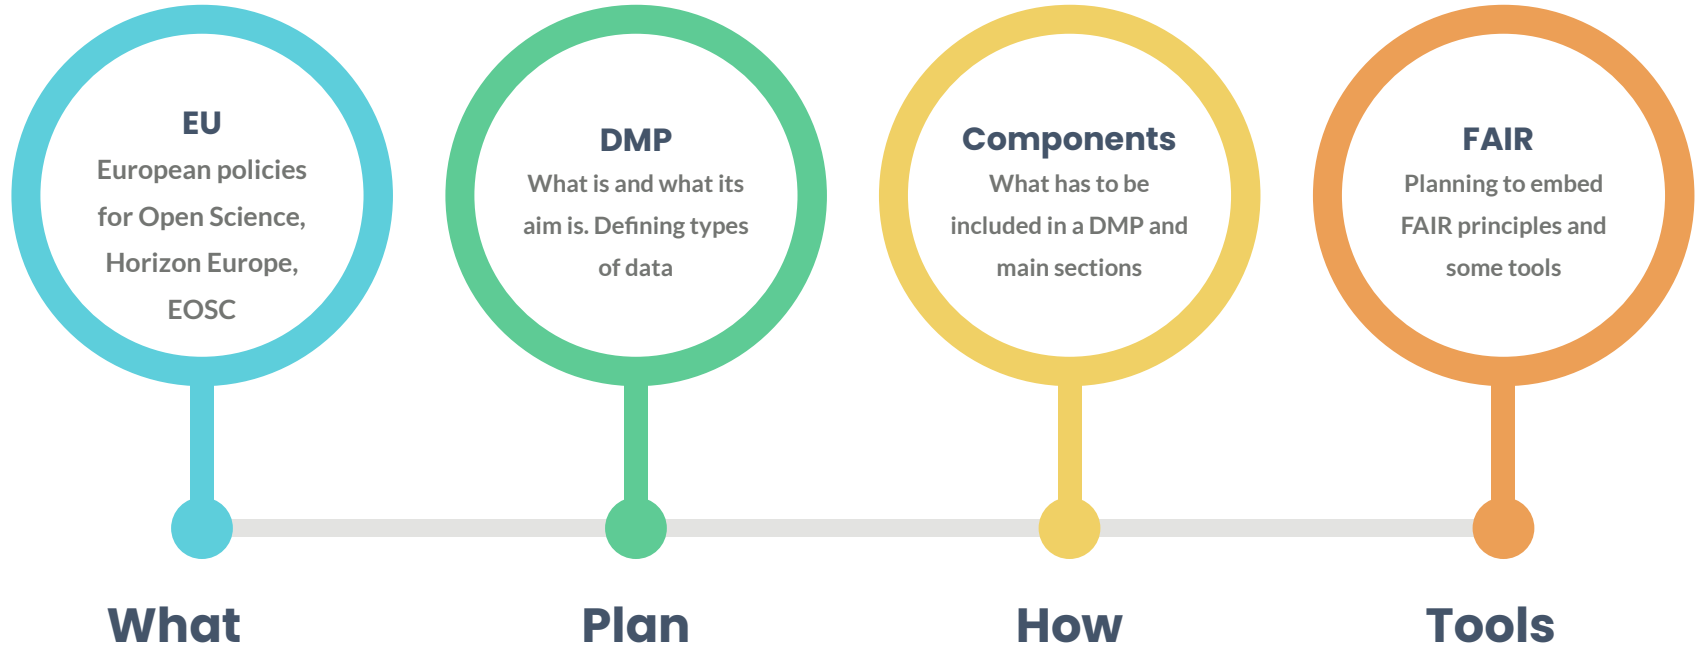 EU
European policies
for Open Science,
Horizon Europe,
EOSC
DMP
What is and what its
aim is. Defining types
of data
Components
What has to be
included in a DMP and
main sections
FAIR
Planning to embed
FAIR principles and
some tools
What
Plan
How
Tools